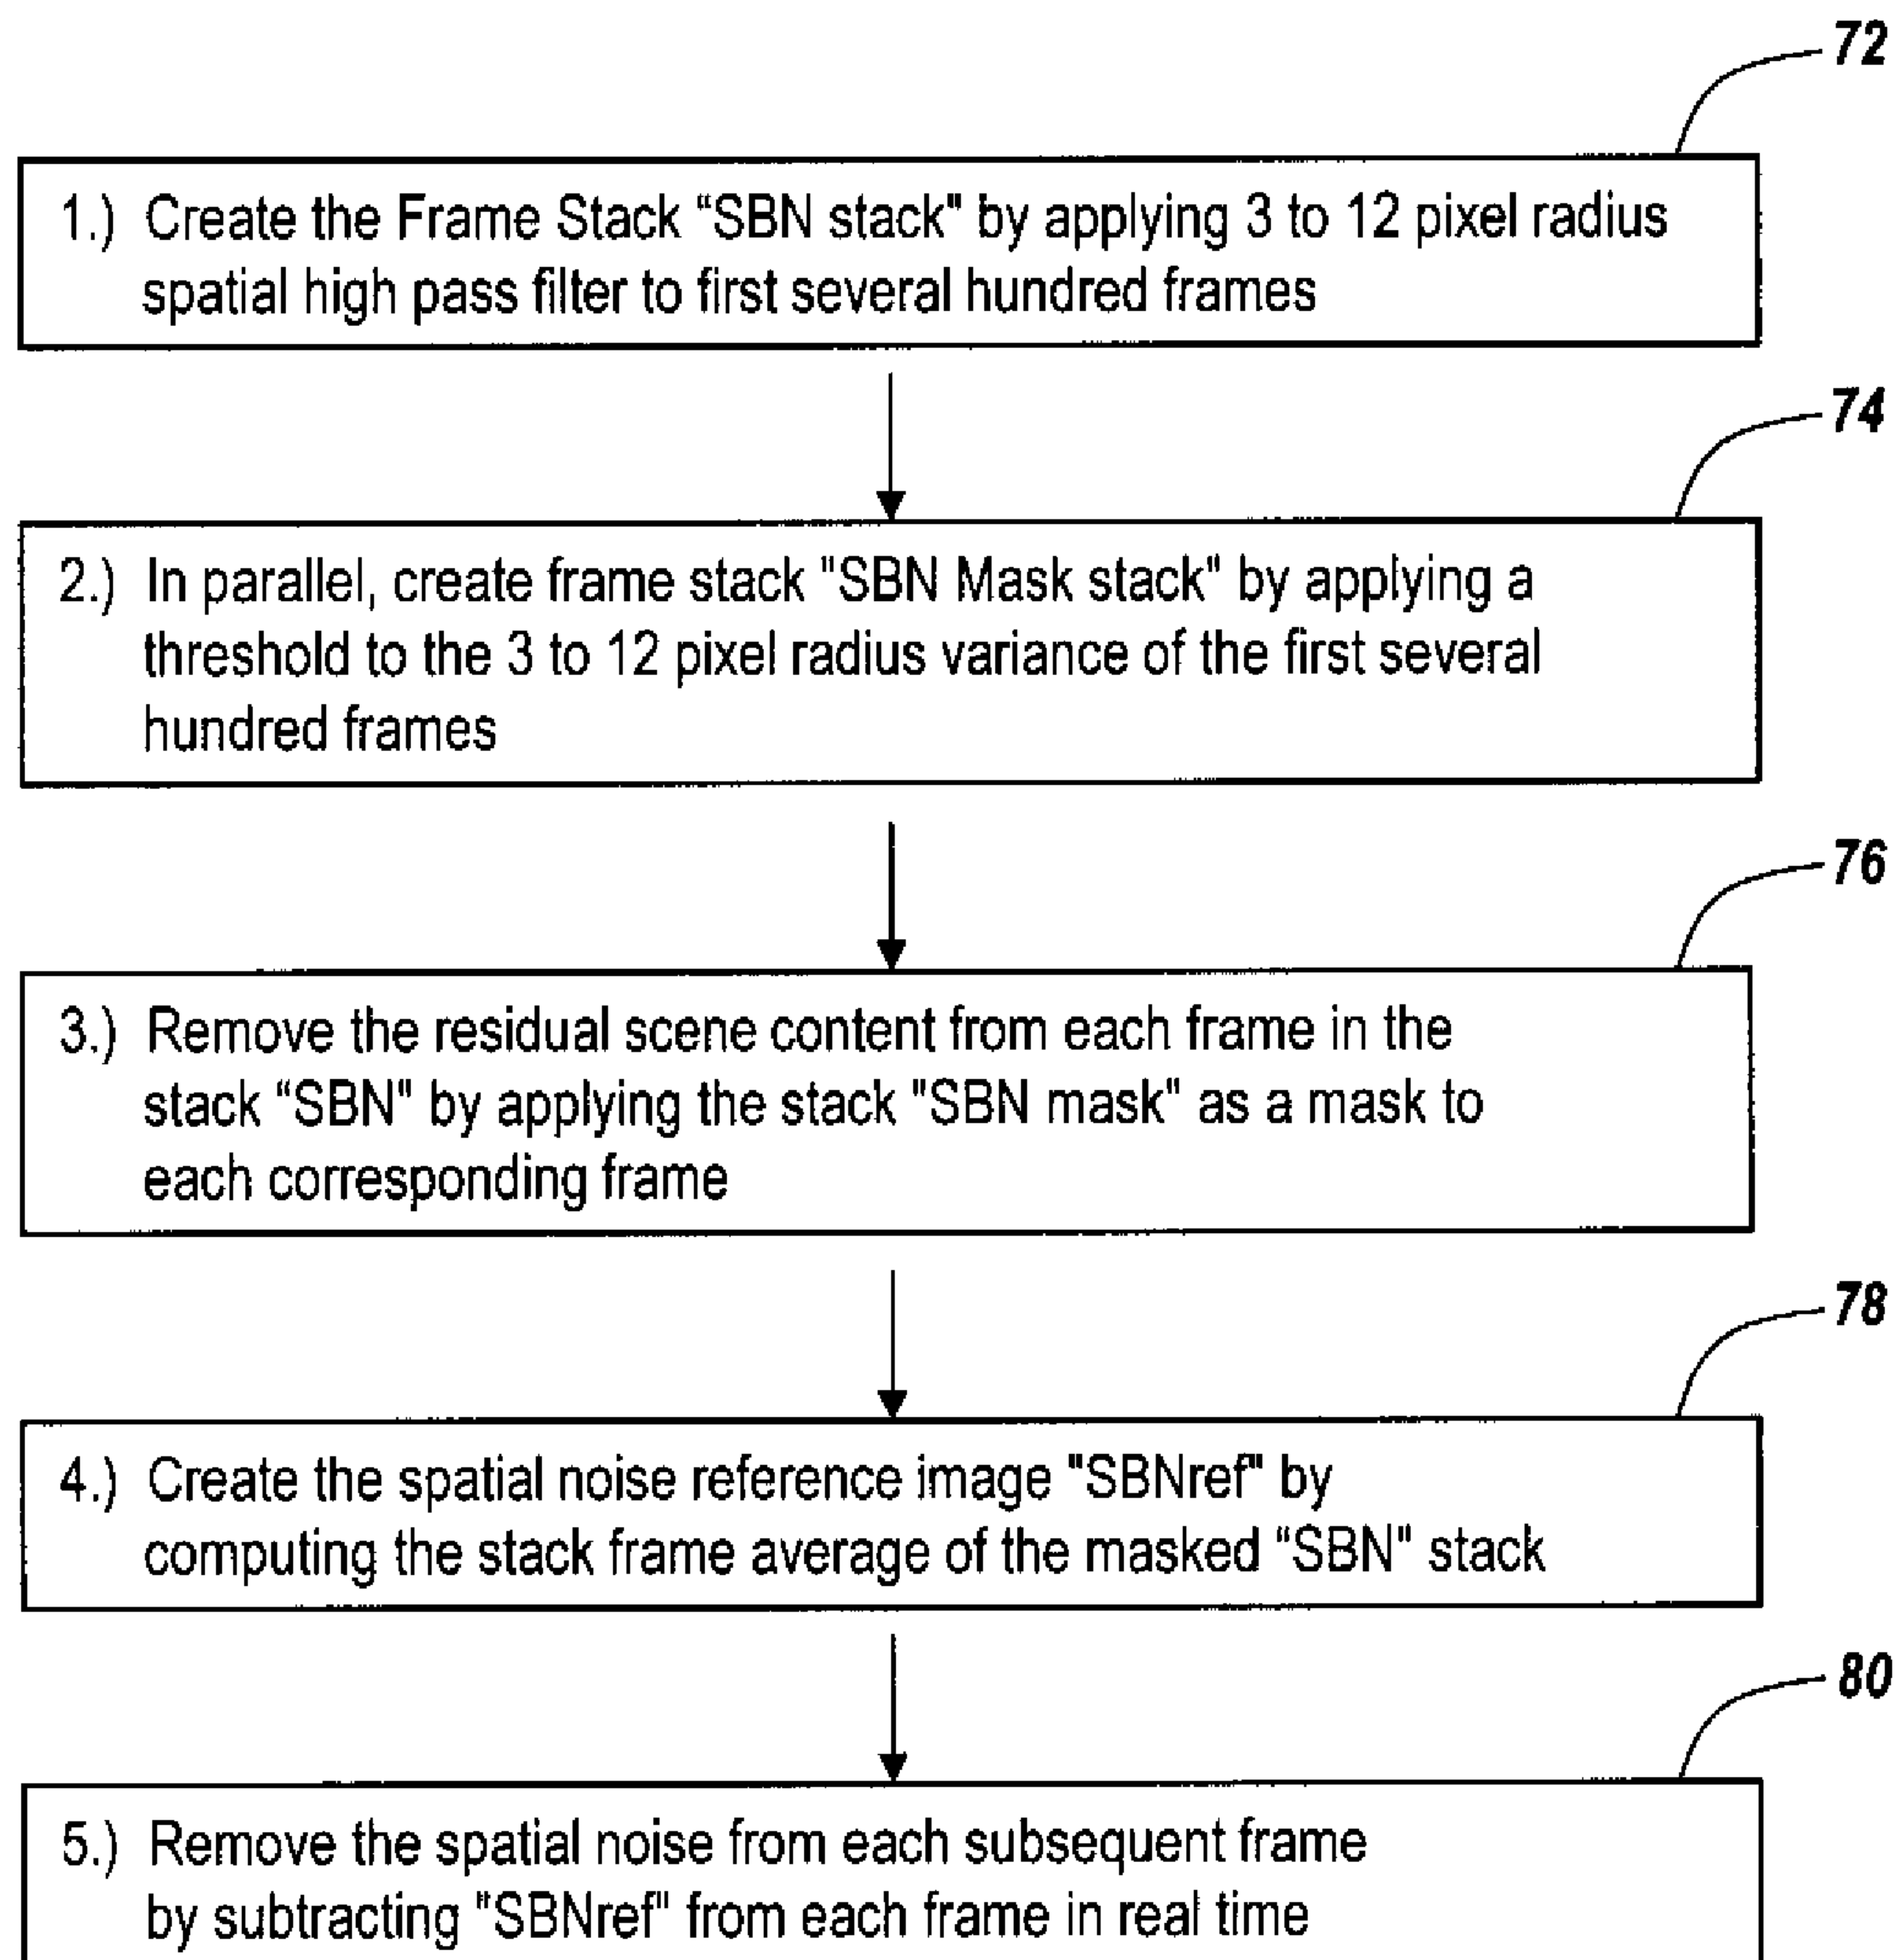 72
1.) Create the Frame Stack “SBN stack" by applying 3 to 12 pixel radius
spatial high pass filter to first several hundred frames
74
2.) In parallel, create frame stack "SBN Mask stack" by applying a
threshold to the 3 to 12 pixel radius variance of the first several
hundred frames
76
3.) Remove the residual scene content from each frame in the
stack “SBN" by applying the stack "SBN mask" as a mask to
each corresponding frame
78
4.) Create the spatial noise reference image "SBNref" by
computing the stack frame average of the masked “SBN" stack
80
5.) Remove the spatial noise from each subsequent frame
by subtracting "SBNref" from each frame in real time